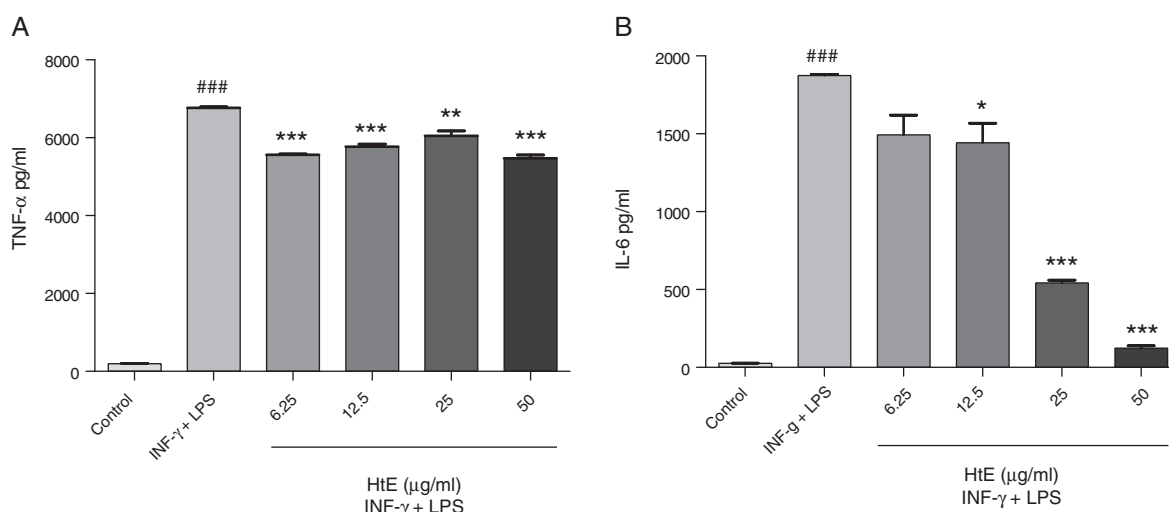 A
TNF-α pg/ml
8000
6000
4000
2000
0
###
***
***
**
***
Control
INF-γ + LPS
6.25
12.5
25
50
HtE (μg/ml)
INF-γ + LPS
B
IL-6 pg/ml
2000
1500
1000
500
0
###
*
***
***
Control
INF-g + LPS
6.25
12.5
25
50
HtE (μg/ml)
INF-γ + LPS